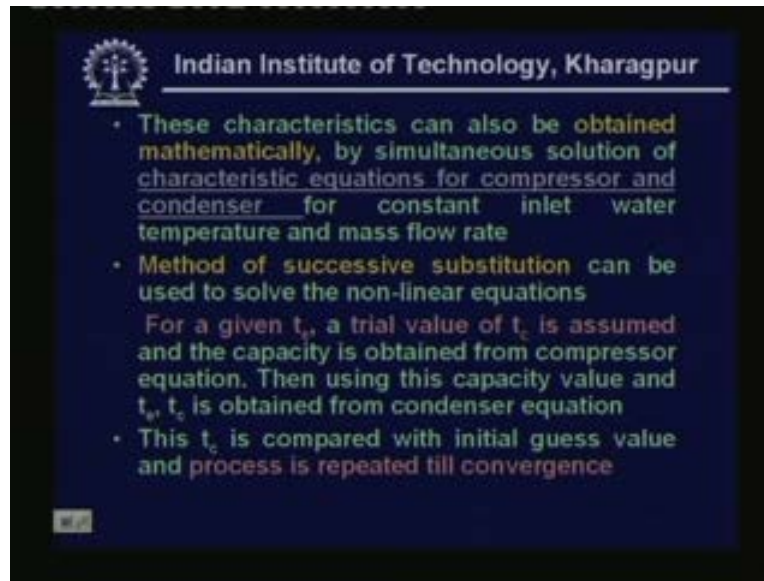 Indian Institute of Technology, Kharagpur
• These characteristics can also be obtained
mathematically, by simultaneous solution of
characteristic equations for compressor and
condenser for constant inlet water
temperature and mass flow rate
• Method of successive substitution can be
used to solve the non-linear equations
For a given te, a trial value of tc is assumed
and the capacity is obtained from compressor
equation. Then using this capacity value and
te, tc is obtained from condenser equation
• This tc is compared with initial guess value
and process is repeated till convergence